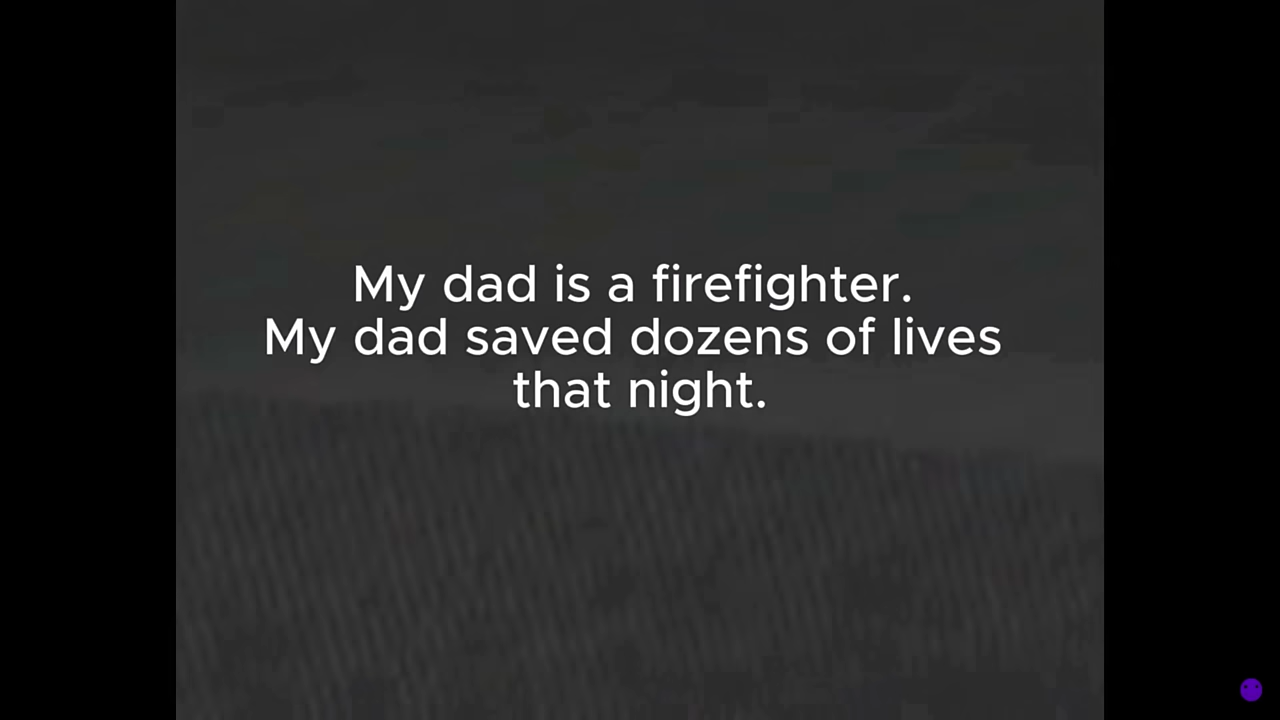 My dad is a firefighter.
My dad saved dozens of lives
that night.